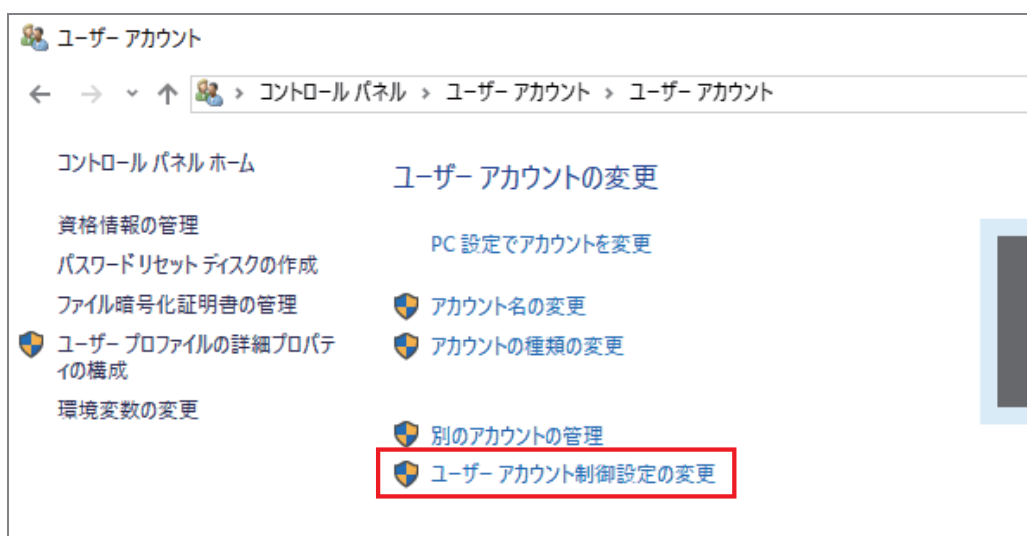 ユーザー アカウント
コントロール パネル > ユーザー アカウント > ユーザー アカウント
コントロール パネル ホーム
資格情報の管理
パスワード リセット ディスクの作成
ファイル暗号化証明書の管理
ユーザー プロファイルの詳細プロパテ
ィの構成
環境変数の変更
ユーザー アカウントの変更
PC 設定でアカウントを変更
アカウント名の変更
アカウントの種類の変更
別のアカウントの管理
ユーザー アカウント制御設定の変更